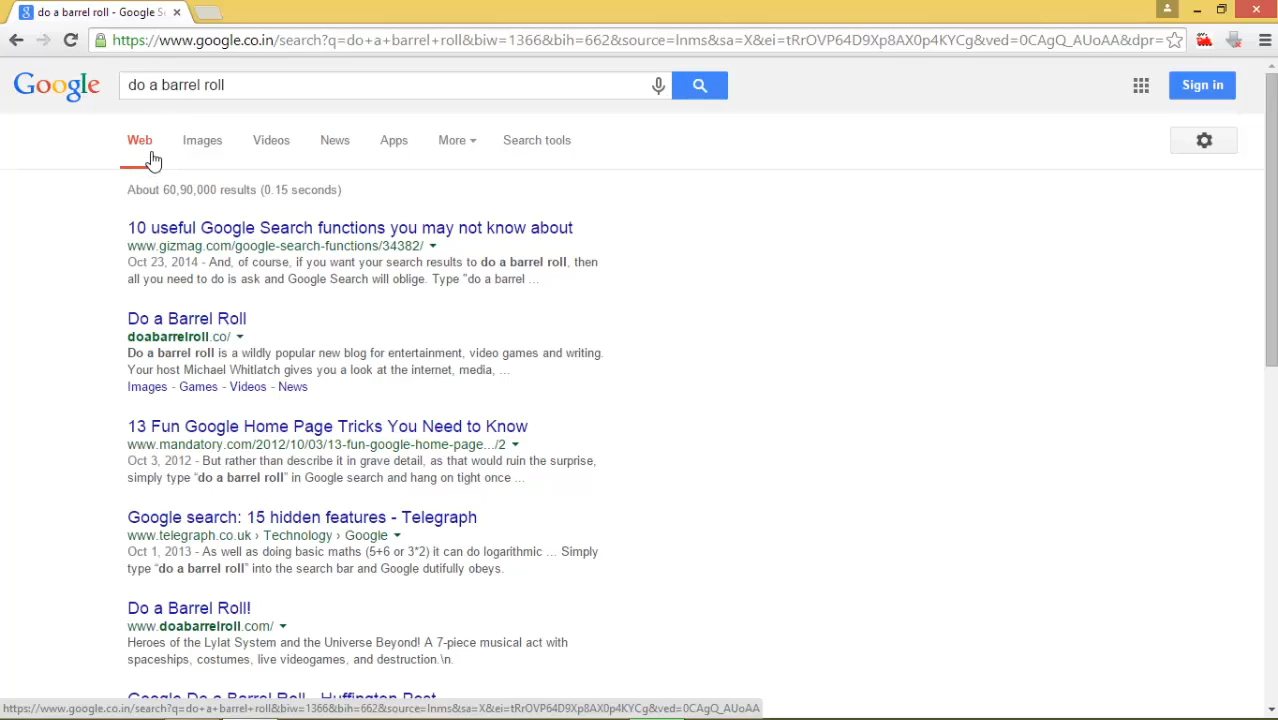 do a barrel roll - Google S
https://www.google.co.in/search?q=do+a+barrel+roll&biw=1366&bih=662&source=lnms&sa=X&ei=tRrOVP64D9Xp8AX0p4KYCg&ved=0CAgQ_AUoAA&dpr=
Google
do a barrel roll
Sign in
Web Images Videos News Apps More Search tools
About 60,90,000 results (0.15 seconds)
10 useful Google Search functions you may not know about
www.gizmag.com/google-search-functions/34382/
Oct 23, 2014 - And, of course, if you want your search results to do a barrel roll, then
all you need to do is ask and Google Search will oblige. Type "do a barrel ...
Do a Barrel Roll
doabarrelroll.co/
Do a barrel roll is a wildly popular new blog for entertainment, video games and writing.
Your host Michael Whitlatch gives you a look at the internet, media, ...
Images - Games - Videos - News
13 Fun Google Home Page Tricks You Need to Know
www.mandatory.com/2012/10/03/13-fun-google-home-page.../2
Oct 3, 2012 - But rather than describe it in grave detail, as that would ruin the surprise,
simply type “do a barrel roll” in Google search and hang on tight once ...
Google search: 15 hidden features - Telegraph
www.telegraph.co.uk › Technology › Google
Oct 1, 2013 - As well as doing basic maths (5+6 or 3*2) it can do logarithmic ... Simply
type “do a barrel roll” into the search bar and Google dutifully obeys.
Do a Barrel Roll!
www.doabarrelroll.com/
Heroes of the Lylat System and the Universe Beyond! A 7-piece musical act with
spaceships, costumes, live videogames, and destruction.\n.
Google Do a Barrel Roll - Huffington Post
https://www.google.co.in/search?q=do+a+barrel+roll&biw=1366&bih=662&source=lnms&sa=X&ei=tRrOVP64D9Xp8AX0p4KYCg&ved=0CAgQ_AUoAA